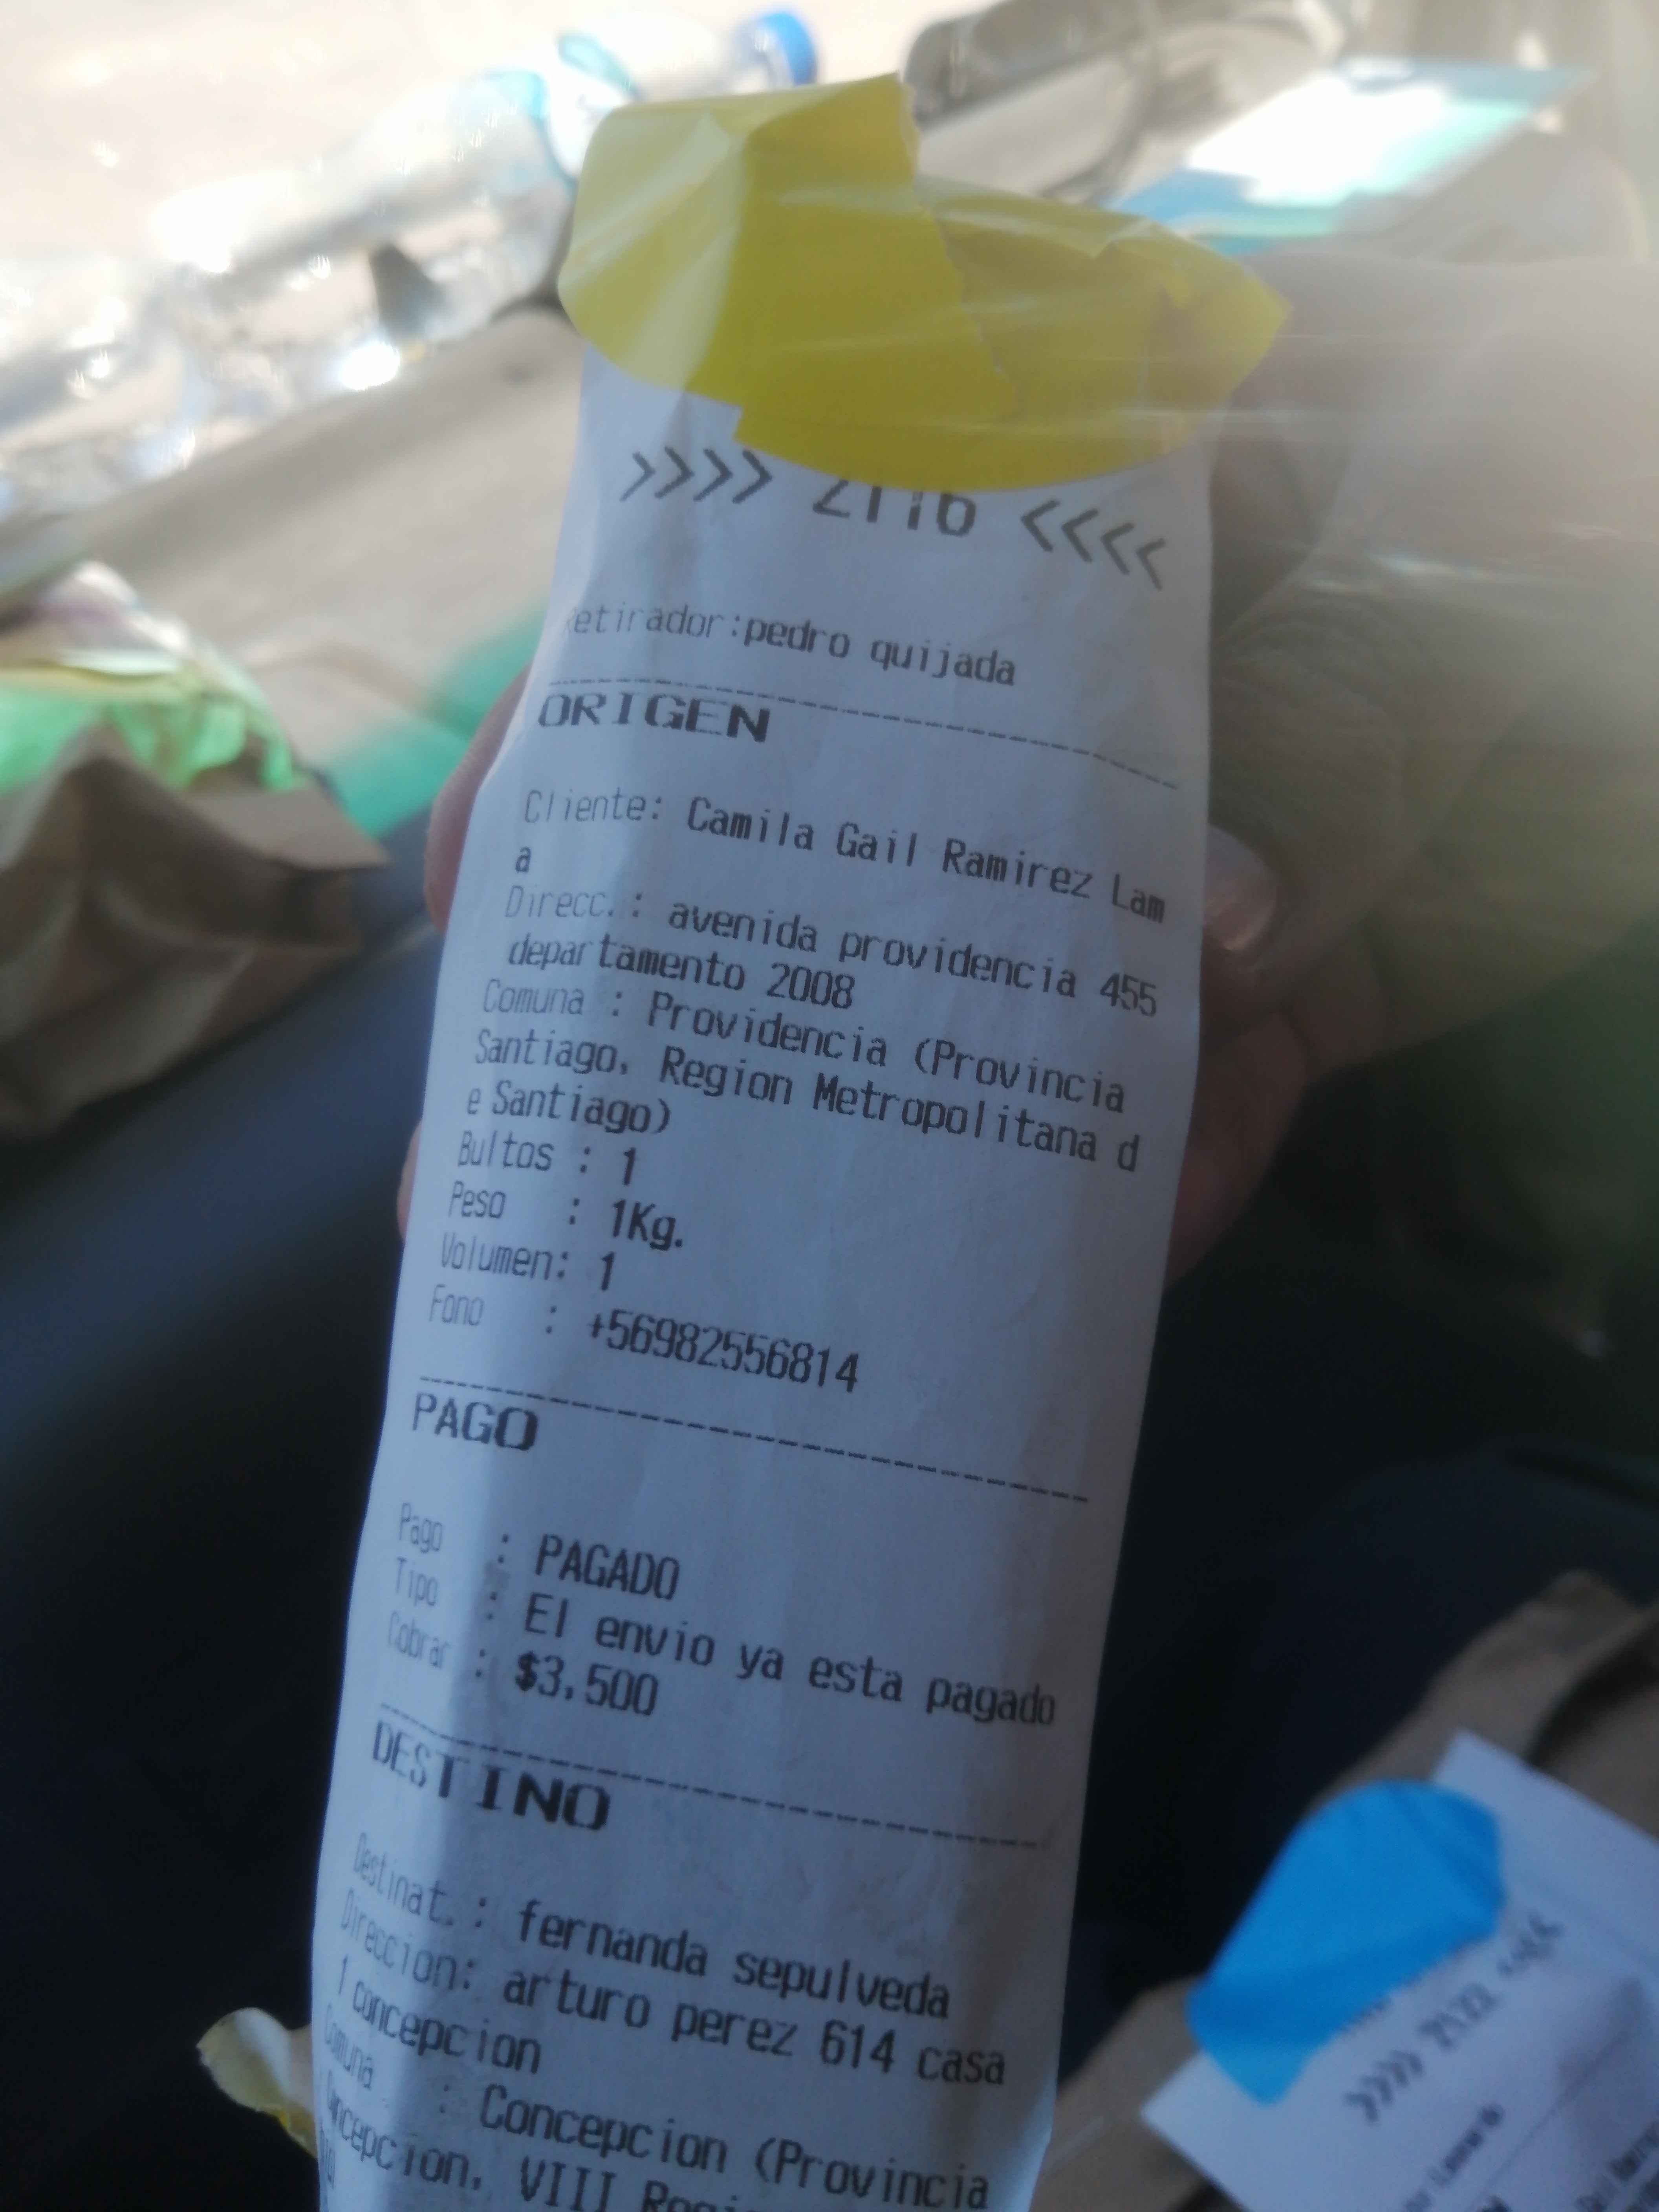 >>>> 2116 <<<<
Retirador:pedro quijada
ORIGEN
Cliente: Camila Gail Ramirez Lam
a
Direcc.: avenida providencia 455
departamento 2008
Comuna : Providencia (Provincia
Santiago, Region Metropolitana d
e Santiago)
Bultos : 1
Peso : 1Kg.
Volumen: 1
Fono : +56982556814
PAGO
Pago : PAGADO
Tipo : El envio ya esta pagado
Cobrar : $3,500
DESTINO
Destinat.: fernanda sepulveda
Direccion: arturo perez 614 casa
1 concepcion
Comuna : Concepcion (Provincia
Concepcion, VIII
>>>> 2122 <<<<